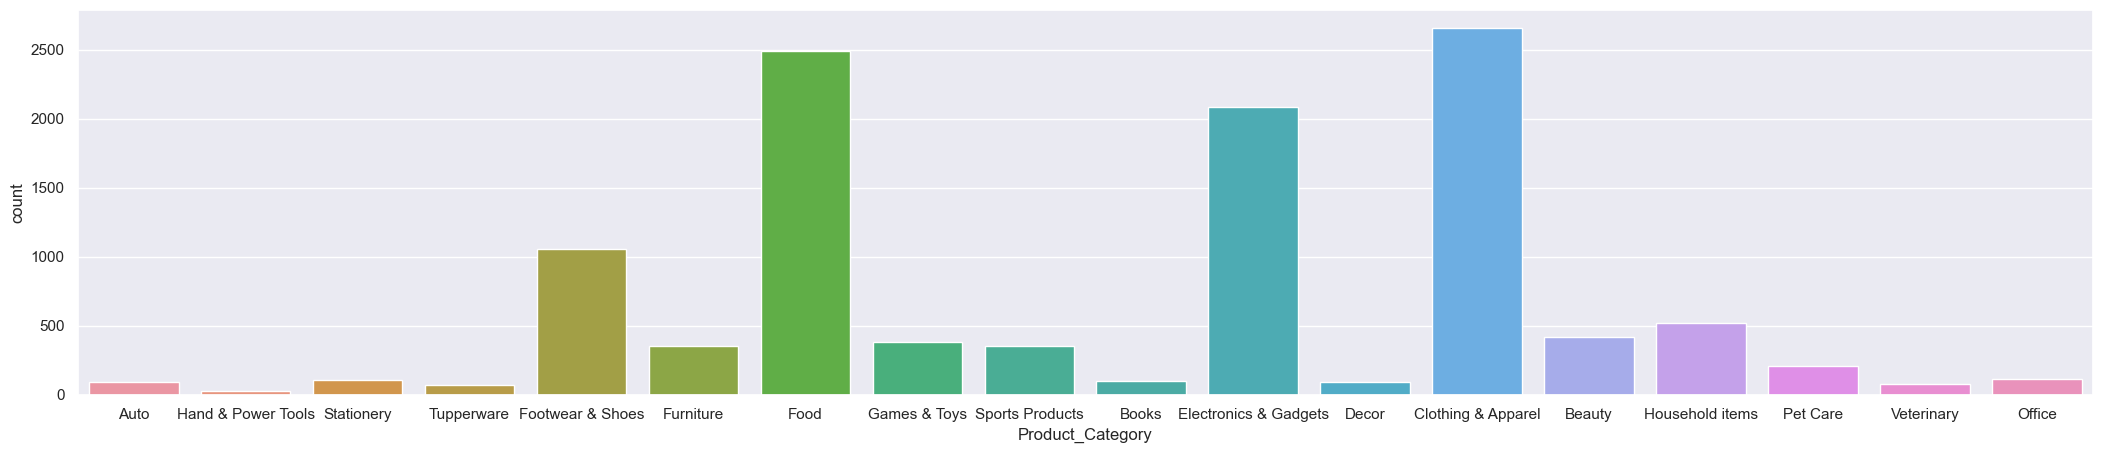 2500
2000
1500
1000
500
0
count
Auto
Hand & Power Tools
Stationery
Tupperware
Footwear & Shoes
Furniture
Food
Games & Toys
Sports Products
Books
Electronics & Gadgets
Decor
Clothing & Apparel
Beauty
Household items
Pet Care
Veterinary
Office
Product_Category